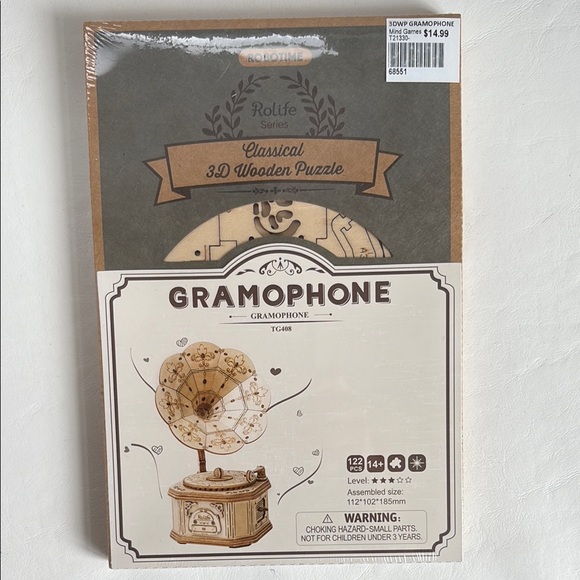 3DWP GRAMOPHONE
Mind Games $14.99
T21330-
68551
ROBOTIME
Rolife
Series
Classical
3D Wooden Puzzle
GRAMOPHONE
GRAMOPHONE
TG408
122
PCS
14+
Level: ★★★☆☆
Assembled size:
112*102*185mm
Rolife
WARNING:
CHOKING HAZARD-SMALL PARTS.
NOT FOR CHILDREN UNDER 3 YEARS.